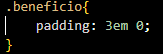 .beneficio{
    padding: 3em 0;
}